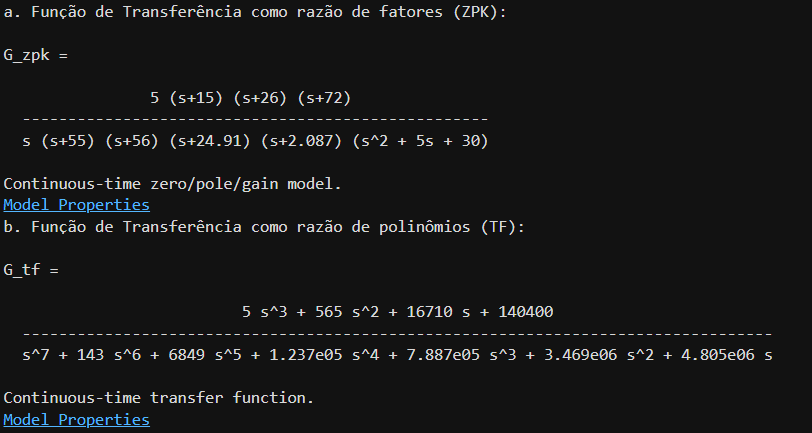 a. Função de Transferência como razão de fatores (ZPK):
G_zpk =
5 (s+15) (s+26) (s+72)
---------------------------------------------------
s (s+55) (s+56) (s+24.91) (s+2.087) (s^2 + 5s + 30)
Continuous-time zero/pole/gain model.
Model Properties
b. Função de Transferência como razão de polinômios (TF):
G_tf =
5 s^3 + 565 s^2 + 16710 s + 140400
----------------------------------------------------------------------------------
s^7 + 143 s^6 + 6849 s^5 + 1.237e05 s^4 + 7.887e05 s^3 + 3.469e06 s^2 + 4.805e06 s
Continuous-time transfer function.
Model Properties